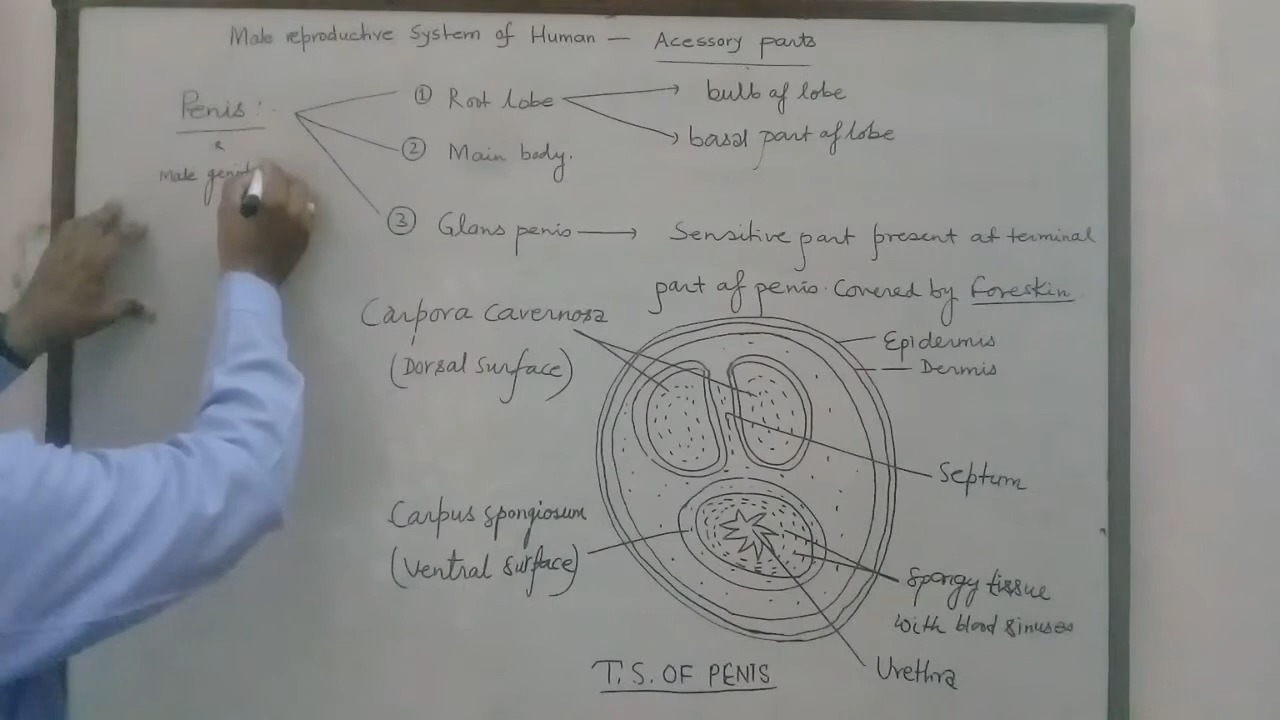 Male reproductive System of Human — Acessory parts
Penis:-
①  Root lobe
bulb of lobe
basal part of lobe
②  Main body.
Male
③  Glans penis
Sensitive part present at terminal
part of penis. Covered by Foreskin
Carpora cavernosa
(Dorsal surface)
Epidermis
Dermis
Septum
Carpus spongiosum
(Ventral surface)
Spongy tissue
with blood sinuses
Urethra
T.S. OF PENIS